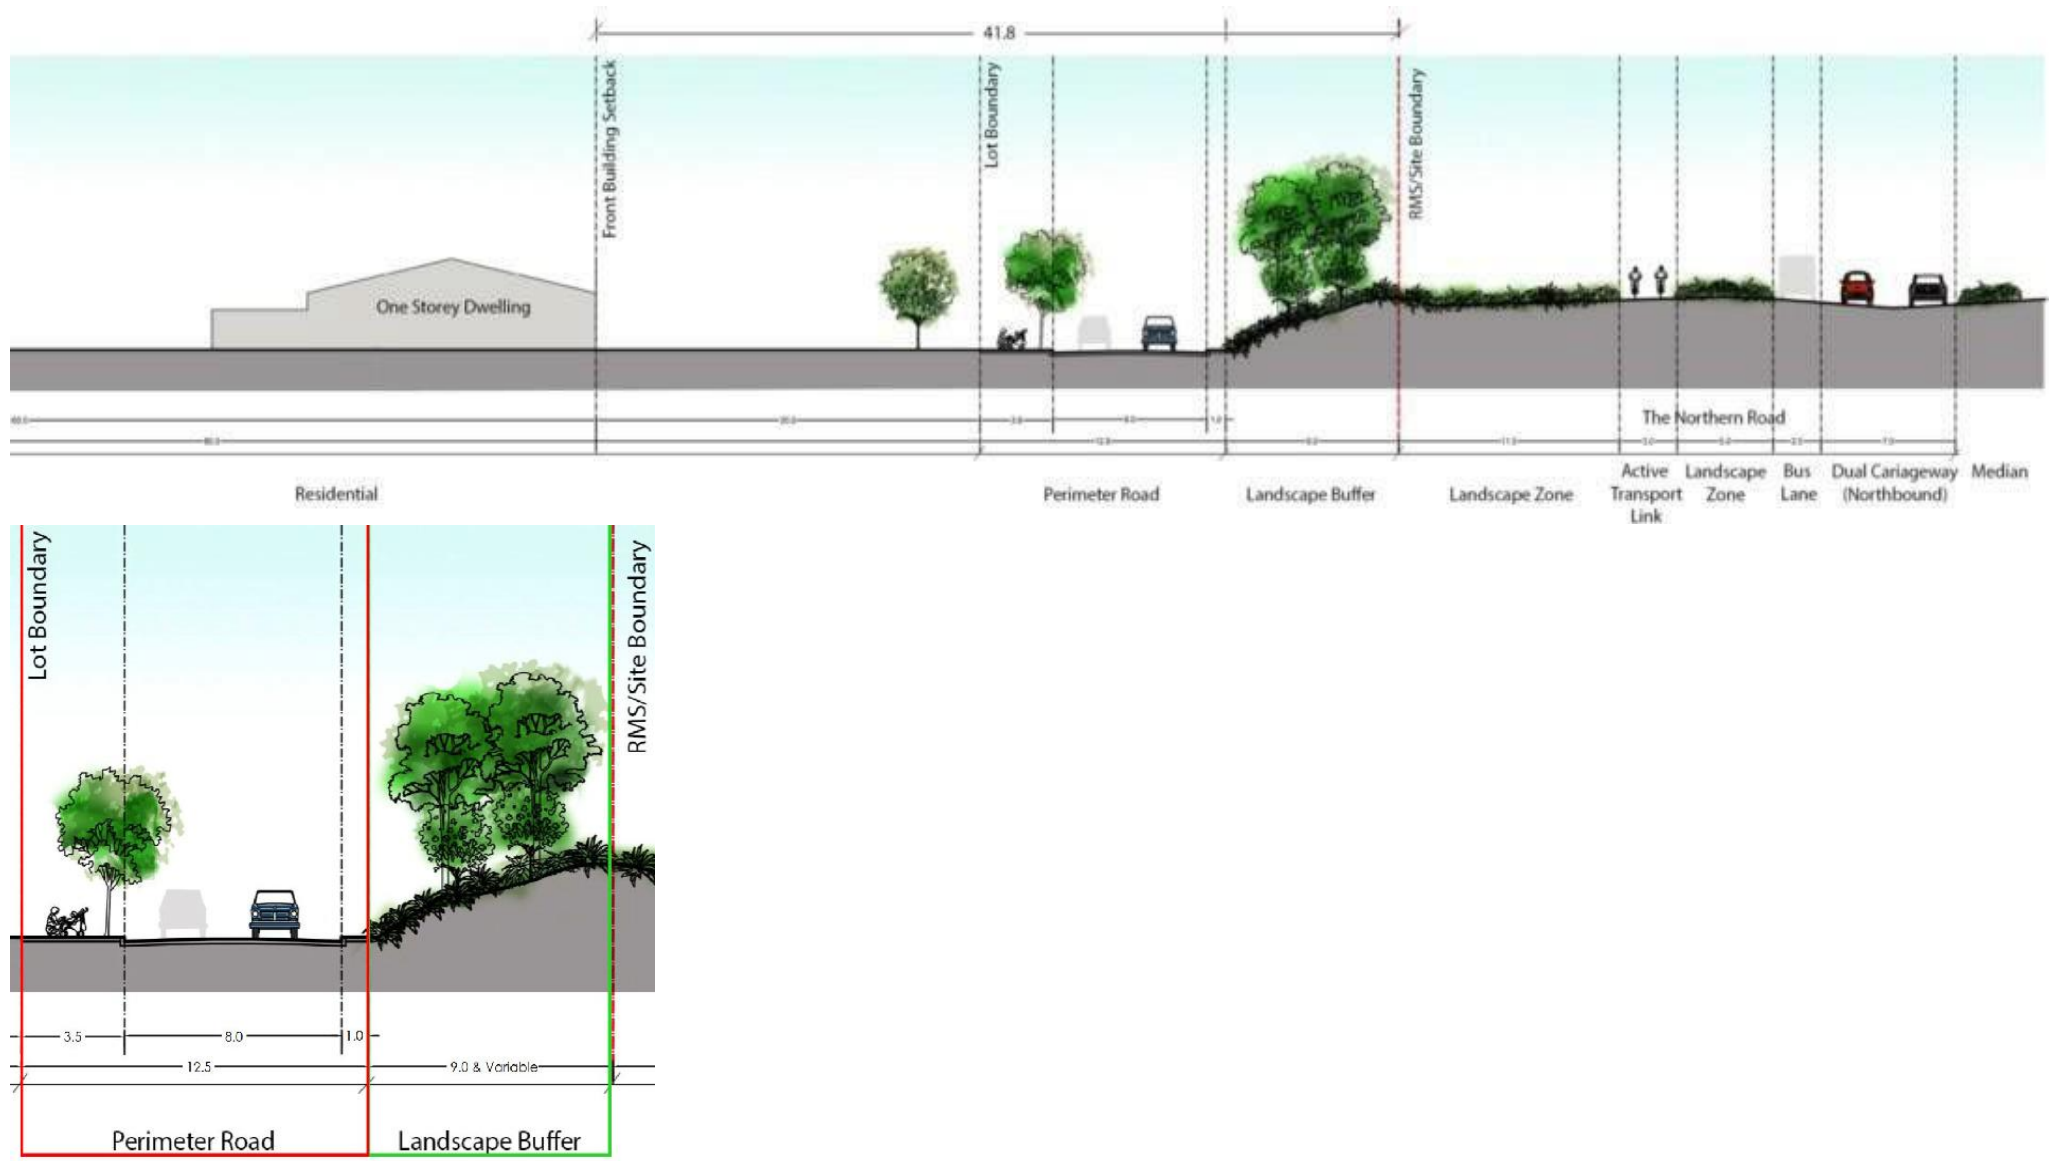 41.8
Front Building Setback
Lot Boundary
RMS/Site Boundary
One Storey Dwelling
The Northern Road
Residential
Perimeter Road
Landscape Buffer
Landscape Zone
Active
Transport
Link
Landscape
Zone
Bus
Lane
Dual Cariageway
(Northbound)
Median
Lot Boundary
RMS/Site Boundary
3.5
8.0
1.0
12.5
9.0 & Variable
Perimeter Road
Landscape Buffer